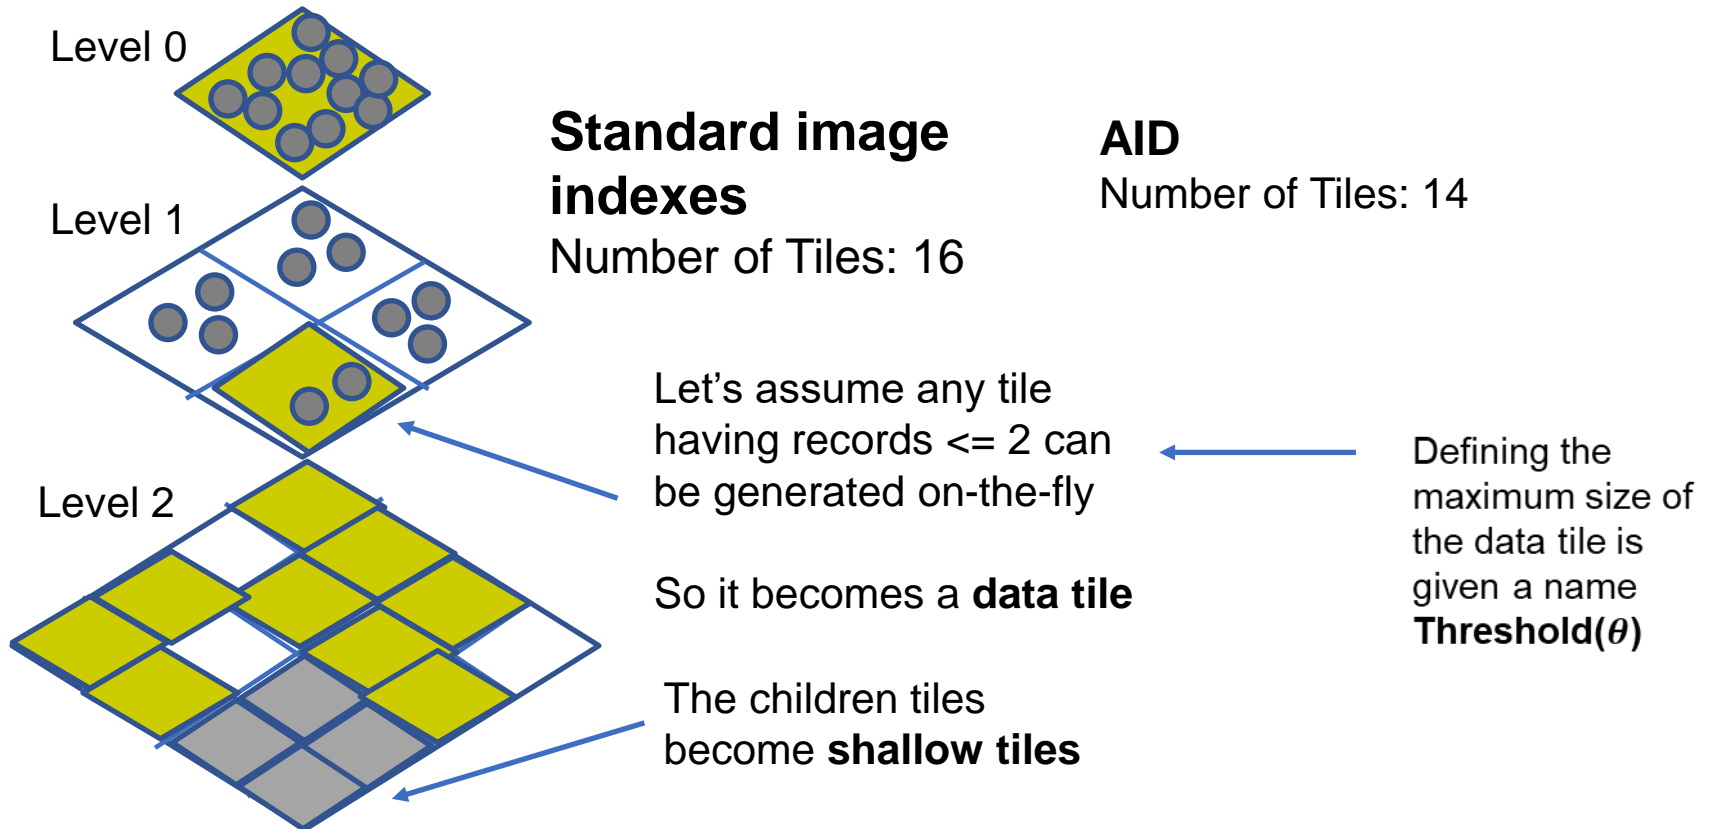 Level 0
Standard image
indexes
Number of Tiles: 16
AID
Number of Tiles: 14
Level 1
Let’s assume any tile
having records <= 2 can
be generated on-the-fly
Defining the
maximum size of
the data tile is
given a name
Threshold(θ)
Level 2
So it becomes a data tile
The children tiles
become shallow tiles